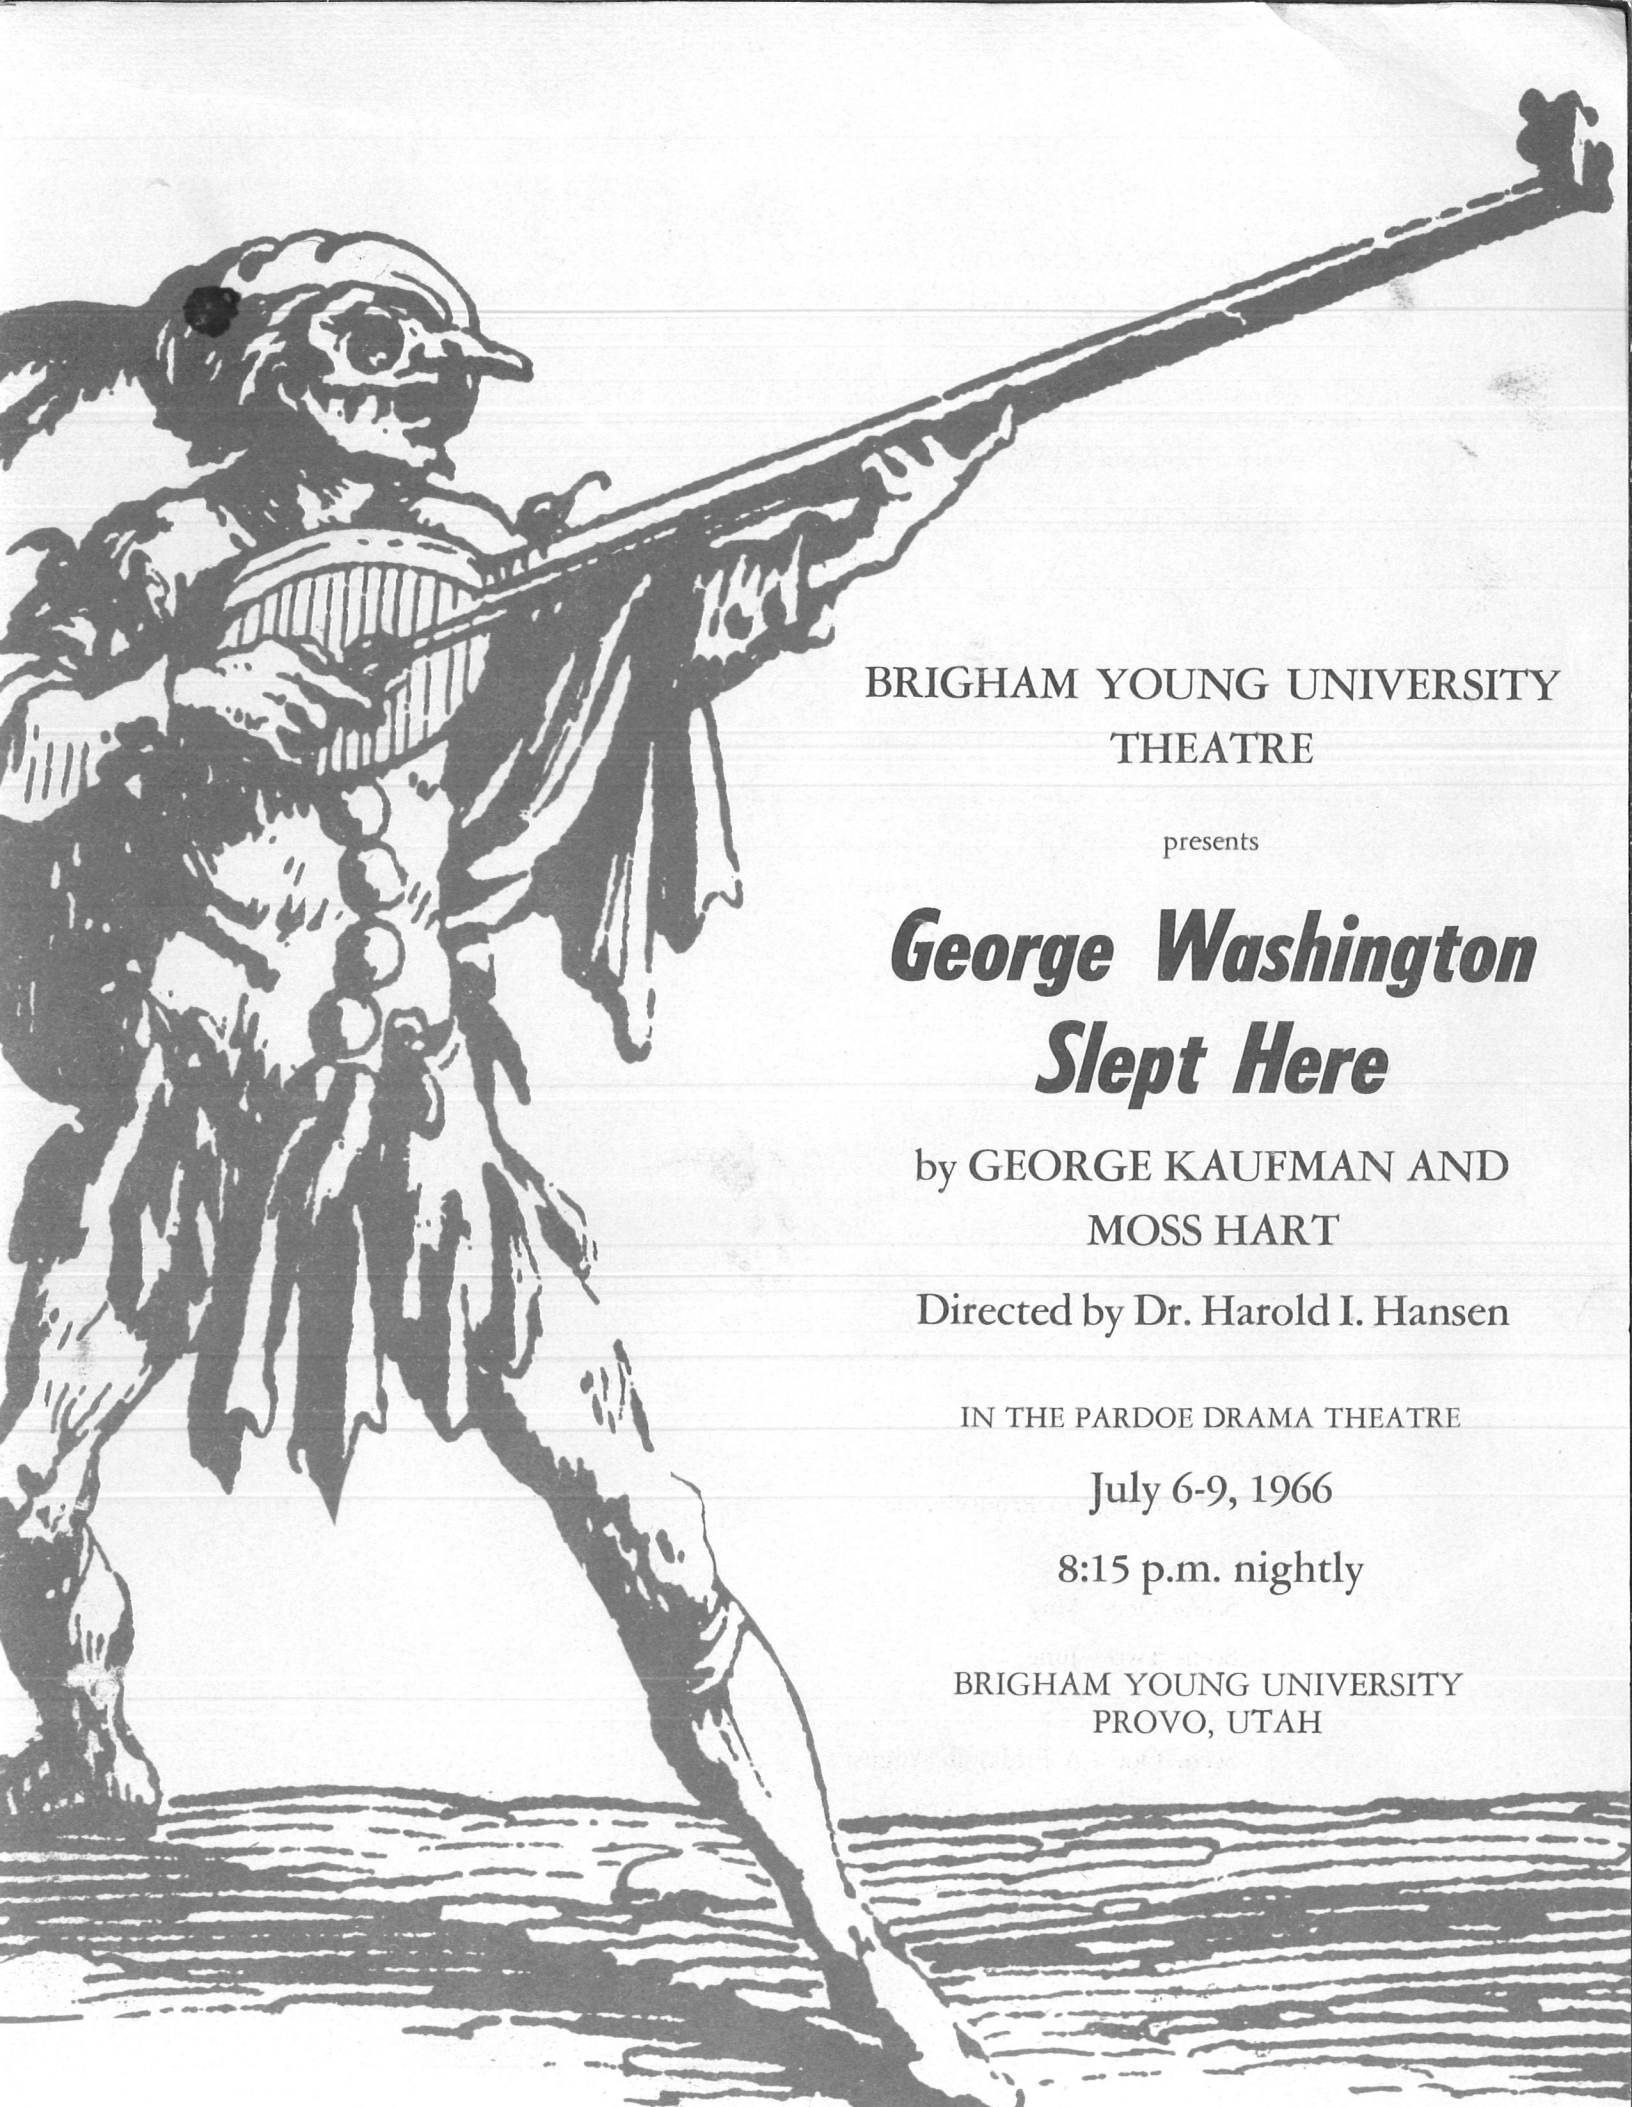 BRIGHAM YOUNG UNIVERSITY
THEATRE
presents
George Washington
Slept Here
by GEORGE KAUFMAN AND
MOSS HART
Directed by Dr. Harold I. Hansen
IN THE PARDOE DRAMA THEATRE
July 6-9, 1966
8:15 p.m. nightly
BRIGHAM YOUNG UNIVERSITY
PROVO, UTAH